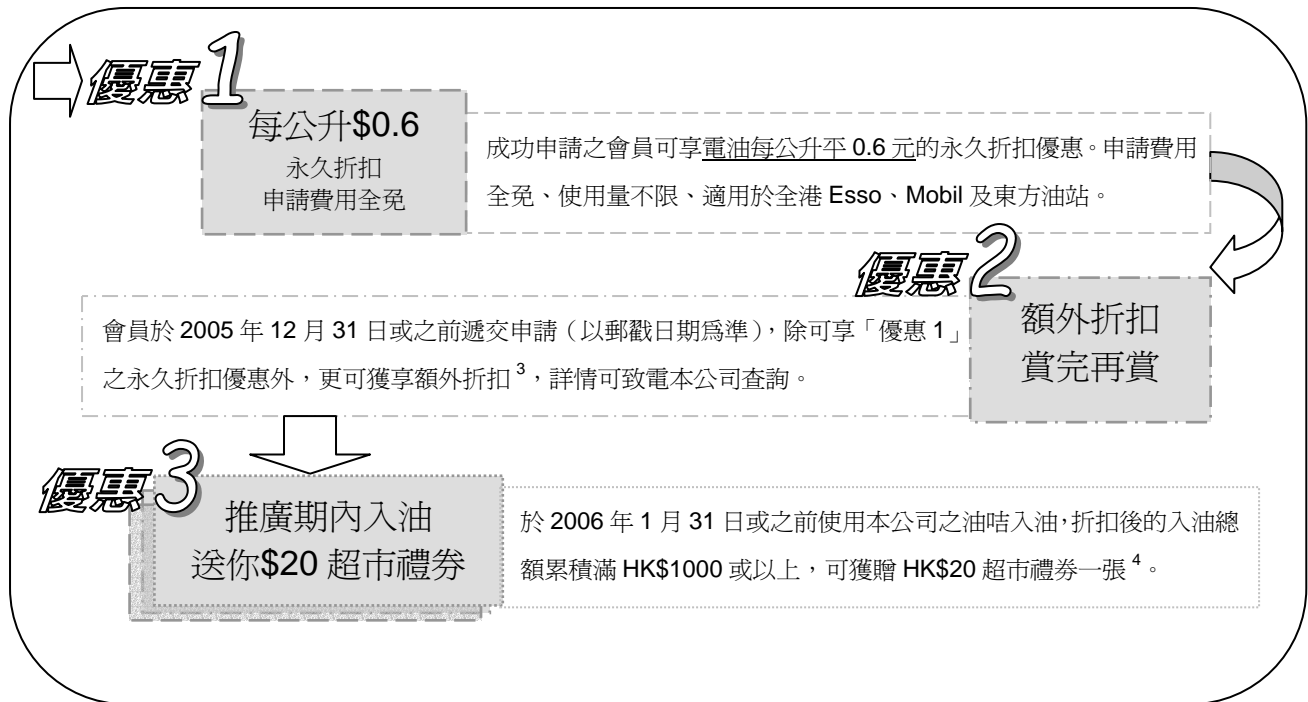 優惠1
每公升$0.6
永久折扣
申請費用全免
成功申請之會員可享電油每公升平 0.6 元的永久折扣優惠。申請費用
全免、使用量不限、適用於全港 Esso、Mobil 及東方油站。
優惠2
額外折扣
賞完再賞
會員於 2005 年 12 月 31 日或之前遞交申請（以郵戳日期為準），除可享「優惠 1」
之永久折扣優惠外，更可獲享額外折扣 3，詳情可致電本公司查詢。
優惠3
推廣期內入油
送你$20 超市禮券
於 2006 年 1 月 31 日或之前使用本公司之油咭入油，折扣後的入油總
額累積滿 HK$1000 或以上，可獲贈 HK$20 超市禮券一張 4。